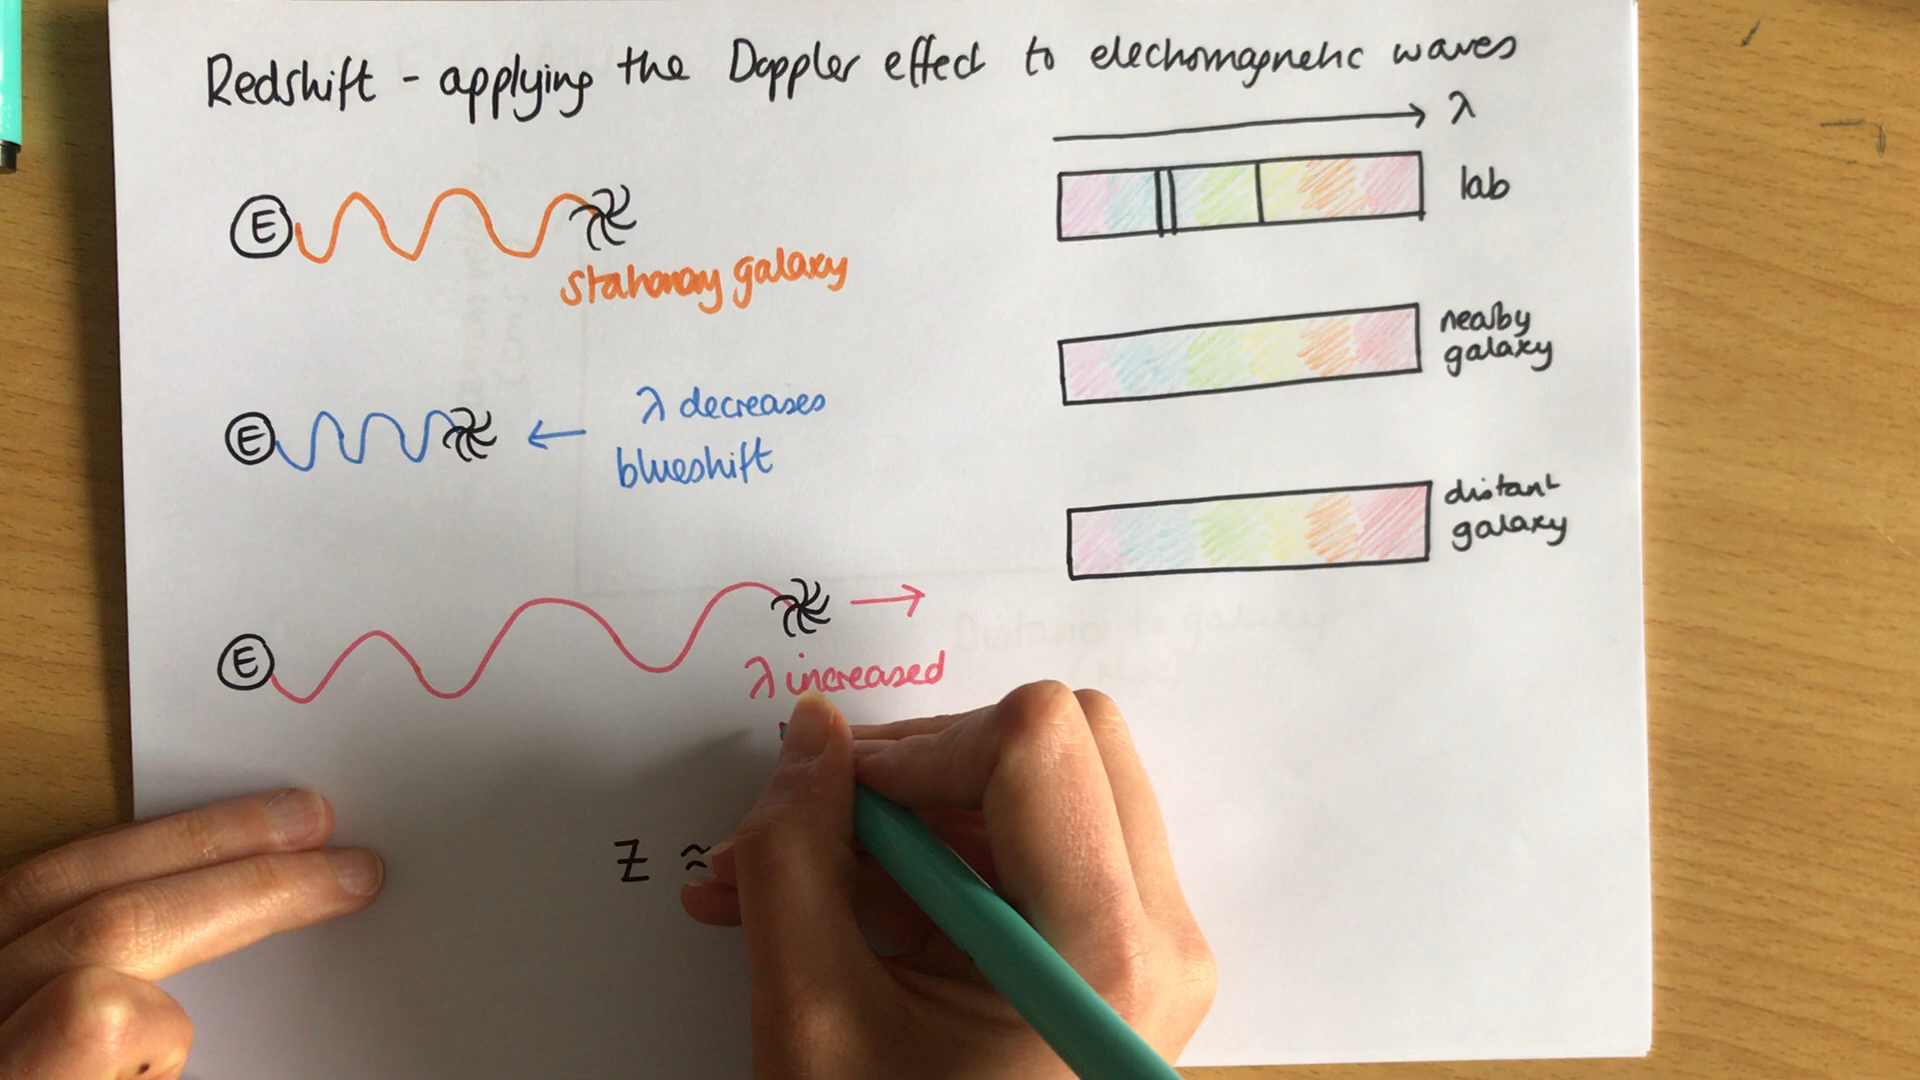 Redshift - applying the Doppler effect to electromagnetic waves
λ
lab
E
stationary galaxy
nearby
galaxy
E
λ decreases
blueshift
distant
galaxy
E
λ increased
Z ≈